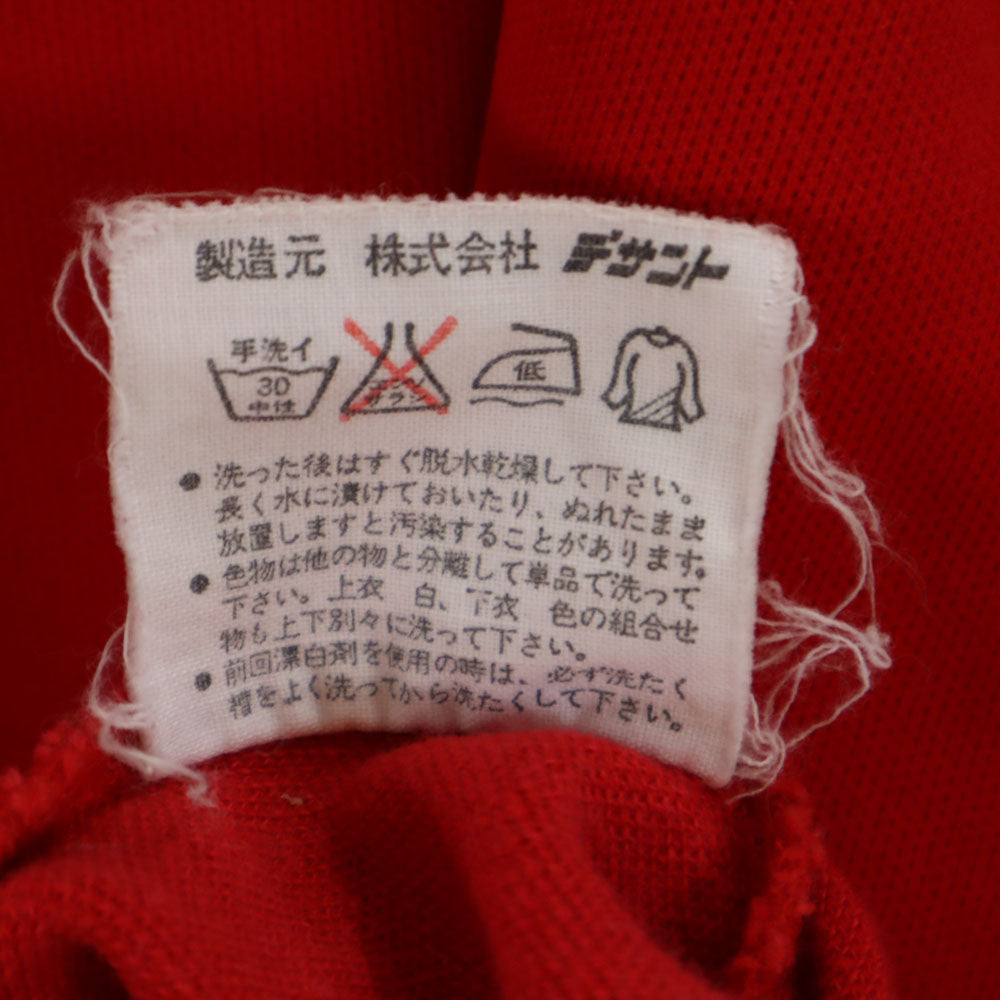 製造元 株式会社 デサント
手洗イ
30
中性
エンソ
サラシ
低
● 洗った後はすぐ脱水乾燥して下さい。
長く水に漬けておいたり、ぬれたまま
放置しますと汚染することがあります。
● 色物は他の物と分離して単品で洗って
下さい。上衣 白、下衣 色の組合せ
物も上下別々に洗って下さい。
● 前回漂白剤を使用の時は、必ず洗たく
槽をよく洗ってから洗たくして下さい。